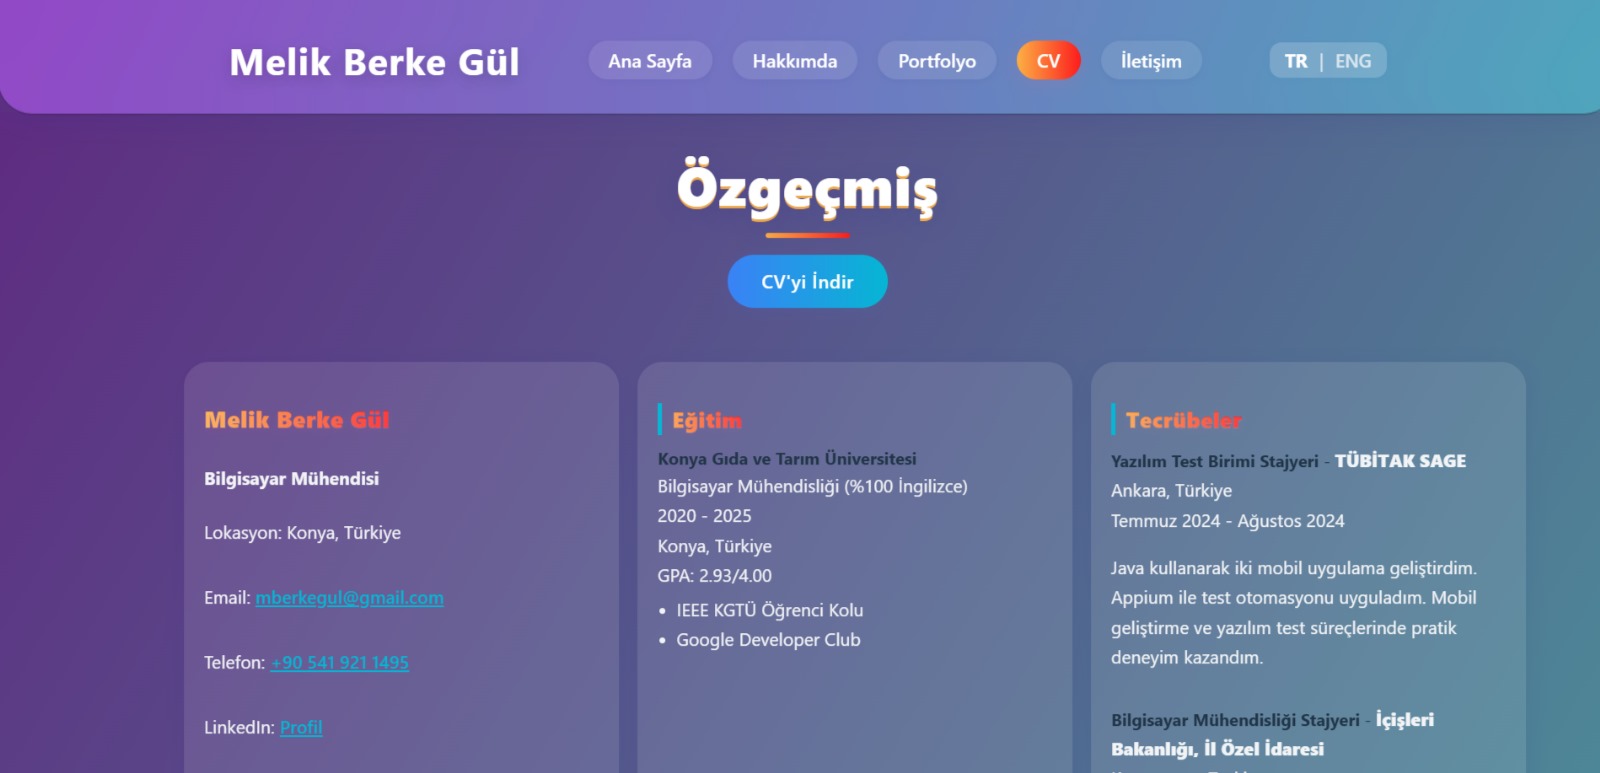 Melik Berke Gül
Ana Sayfa
Hakkımda
Portfolyo
CV
İletişim
TR | ENG
Özgeçmiş
CV'yi İndir
Melik Berke Gül
Bilgisayar Mühendisi
Lokasyon: Konya, Türkiye
Email: mberkegul@gmail.com
Telefon: +90 541 921 1495
LinkedIn: Profil
Eğitim
Konya Gıda ve Tarım Üniversitesi
Bilgisayar Mühendisliği (%100 İngilizce)
2020 - 2025
Konya, Türkiye
GPA: 2.93/4.00
• IEEE KGTÜ Öğrenci Kolu
• Google Developer Club
Tecrübeler
Yazılım Test Birimi Stajyeri - TÜBİTAK SAGE
Ankara, Türkiye
Temmuz 2024 - Ağustos 2024
Java kullanarak iki mobil uygulama geliştirdim.
Appium ile test otomasyonu uyguladım. Mobil
geliştirme ve yazılım test süreçlerinde pratik
deneyim kazandım.
Bilgisayar Mühendisliği Stajyeri - İçişleri
Bakanlığı, İl Özel İdaresi